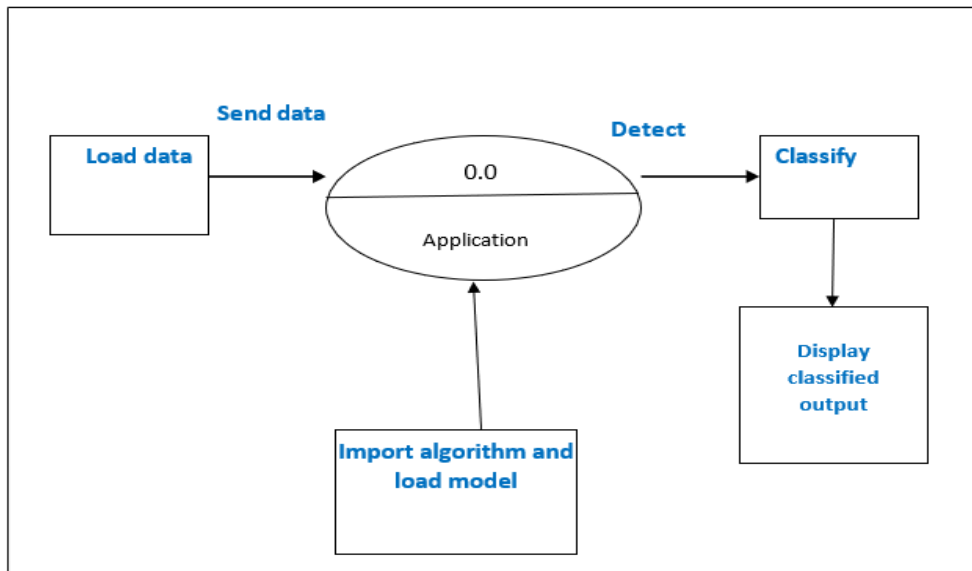 Send data
Detect
Load data
0.0
Classify
Application
Display
classified
output
Import algorithm and
load model